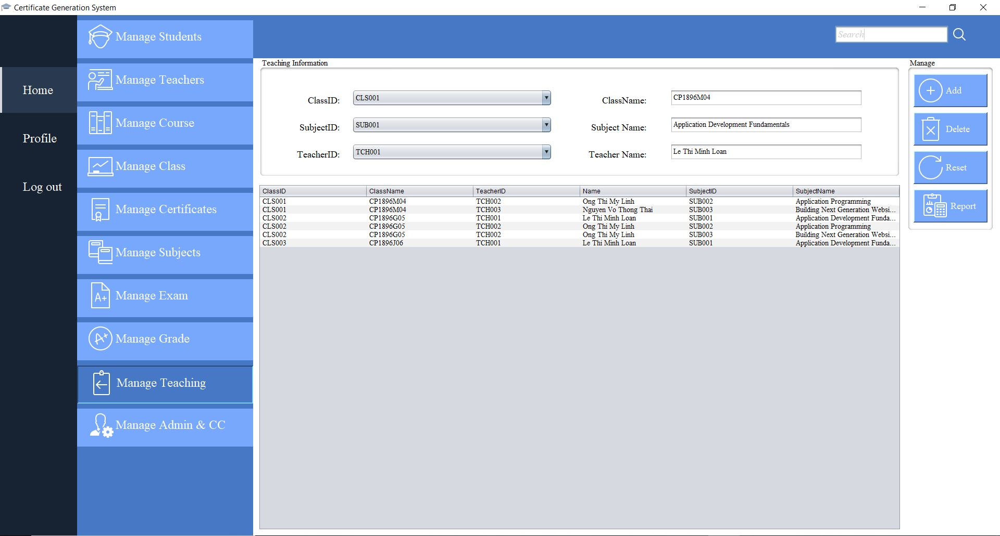 Certificate Generation System
Search
Home
Profile
Log out
Manage Students
Manage Teachers
Manage Course
Manage Class
Manage Certificates
Manage Subjects
A+
Manage Exam
A+
Manage Grade
Manage Teaching
Manage Admin & CC
Teaching Information
ClassID: CLS001 ClassName: CP1896M04
SubjectID: SUB001 Subject Name: Application Development Fundamentals
TeacherID: TCH001 Teacher Name: Le Thi Minh Loan
ClassID ClassName TeacherID Name SubjectID SubjectName
CLS001 CP1896M04 TCH002 Ong Thi My Linh SUB002 Application Programming
CLS001 CP1896M04 TCH003 Nguyen Vo Thong Thai SUB003 Building Next Generation Websi...
CLS002 CP1896G05 TCH001 Le Thi Minh Loan SUB001 Application Development Funda...
CLS002 CP1896G05 TCH002 Ong Thi My Linh SUB002 Application Programming
CLS002 CP1896G05 TCH002 Ong Thi My Linh SUB003 Building Next Generation Websi...
CLS003 CP1896J06 TCH001 Le Thi Minh Loan SUB001 Application Development Funda...
Manage
Add
Delete
Reset
Report